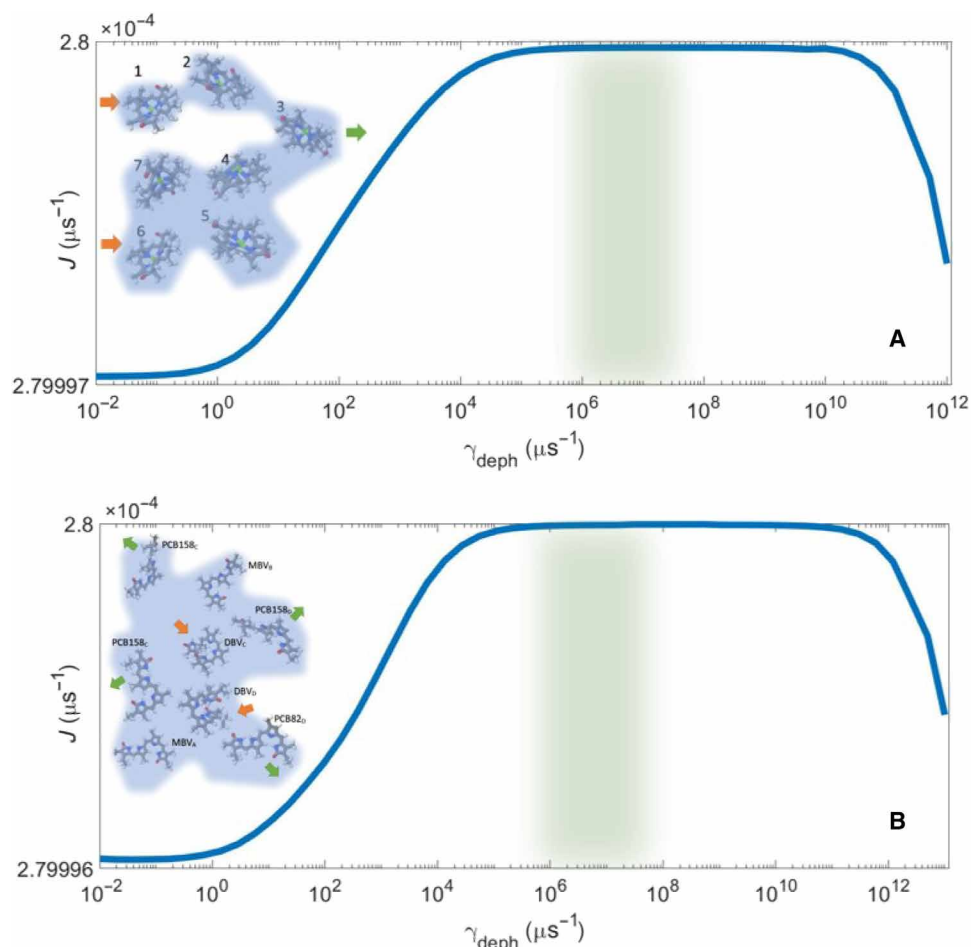 ×10⁻⁴
2.8
2.79997
J (μs⁻¹)
1
2
3
4
5
6
7
A
10⁻² 10⁰ 10² 10⁴ 10⁶ 10⁸ 10¹⁰ 10¹²
γdeph (μs⁻¹)
×10⁻⁴
2.8
2.79996
J (μs⁻¹)
PCB158C
MBVB
PCB158D
PCB158C
DBVC
DBVD
PCB82D
MBVA
B
10⁻² 10⁰ 10² 10⁴ 10⁶ 10⁸ 10¹⁰ 10¹²
γdeph (μs⁻¹)